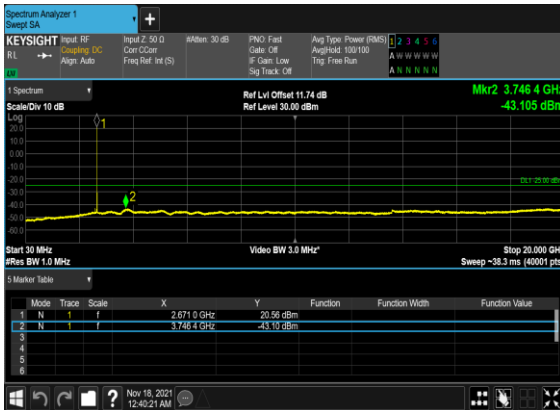 Spectrum Analyzer 1
Swept SA
+
KEYSIGHT Input: RF Input Z: 50 Ω #Atten: 30 dB PNO: Fast Avg Type: Power (RMS) 1 2 3 4 5 6
RL Coupling: DC Corr CCorr Gate: Off Avg|Hold: 100/100 A W W W W W
Align: Auto Freq Ref: Int (S) IF Gain: Low Trig: Free Run
LXI Sig Track: Off A N N N N N
1 Spectrum Ref Lvl Offset 11.74 dB Mkr2 3.746 4 GHz
Scale/Div 10 dB Ref Level 30.00 dBm -43.105 dBm
Log
1
20.0
10.0
0.00
-10.0
-20.0
DL1 -25.00 dBm
-30.0
2
-40.0
-50.0
-60.0
Start 30 MHz Video BW 3.0 MHz* Stop 20.000 GHz
#Res BW 1.0 MHz Sweep ~38.3 ms (40001 pts)
5 Marker Table
Mode Trace Scale X Y Function Function Width Function Value
1 N 1 f 2.671 0 GHz 20.56 dBm
2 N 1 f 3.746 4 GHz -43.10 dBm
3
4
5
6
? Nov 18, 2021
12:40:21 AM